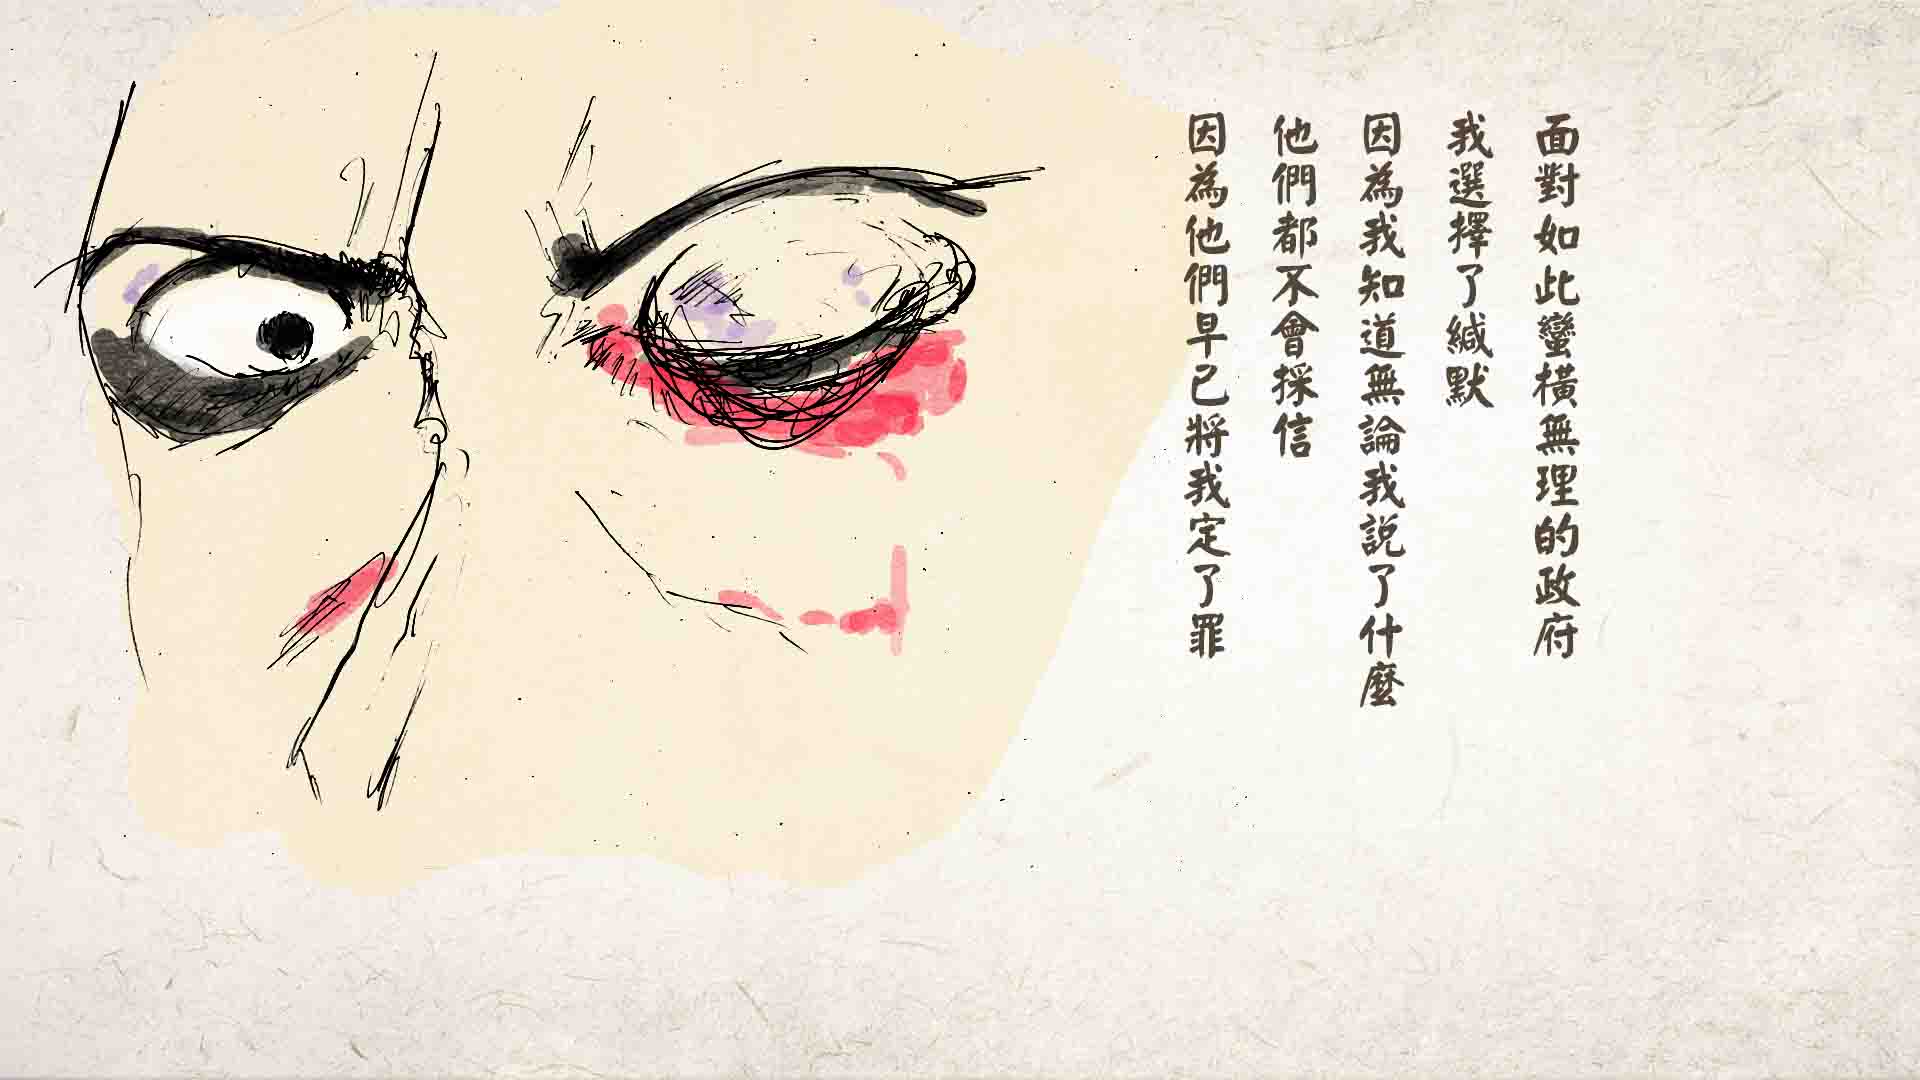 面對如此蠻橫無理的政府
我選擇了緘默
因為我知道無論我說了什麼
他們都不會採信
因為他們早已將我定了罪